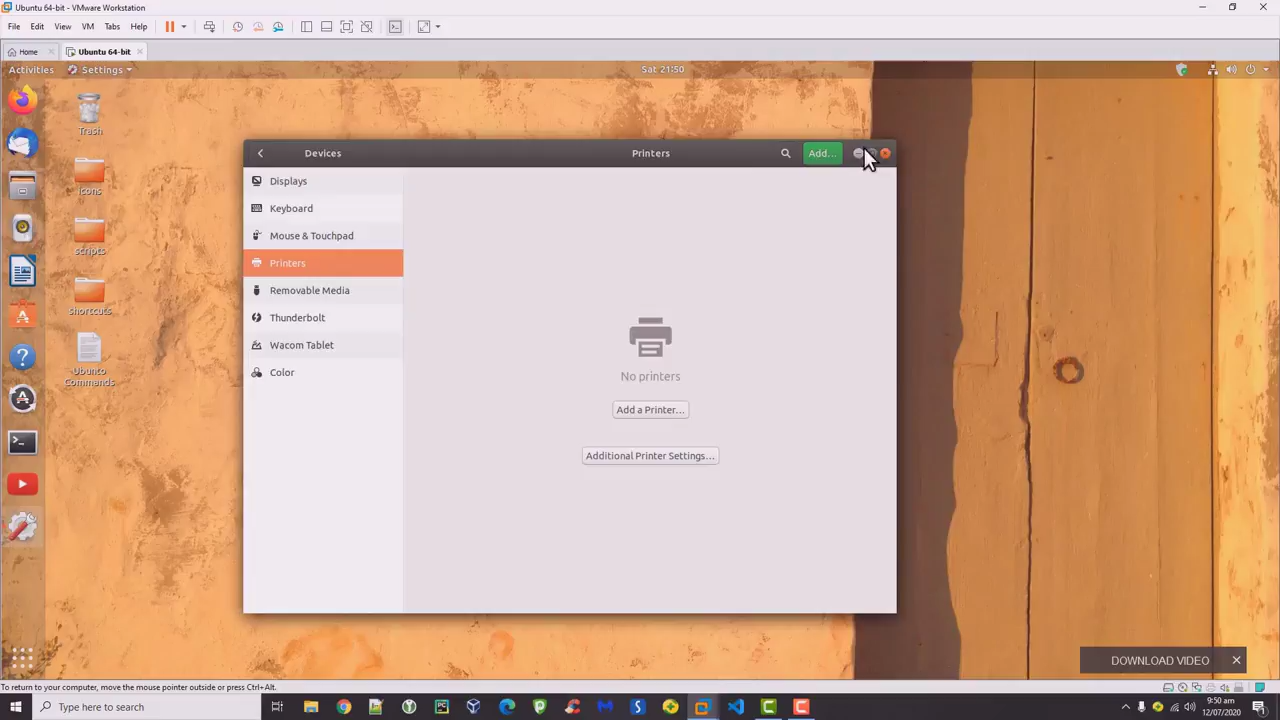 Ubuntu 64-bit - VMware Workstation
File Edit View VM Tabs Help
Home Ubuntu 64-bit
Activities Settings Sat 21:50
Trash
Devices Printers Add...
Displays
icons
Keyboard
Mouse & Touchpad
scripts
Printers
Removable Media
shortcuts
Thunderbolt
Wacom Tablet
Color
Ubunto
Commands
No printers
Add a Printer...
Additional Printer Settings...
DOWNLOAD VIDEO
To return to your computer, move the mouse pointer outside or press Ctrl+Alt.
Type here to search
9:50 am
12/07/2020